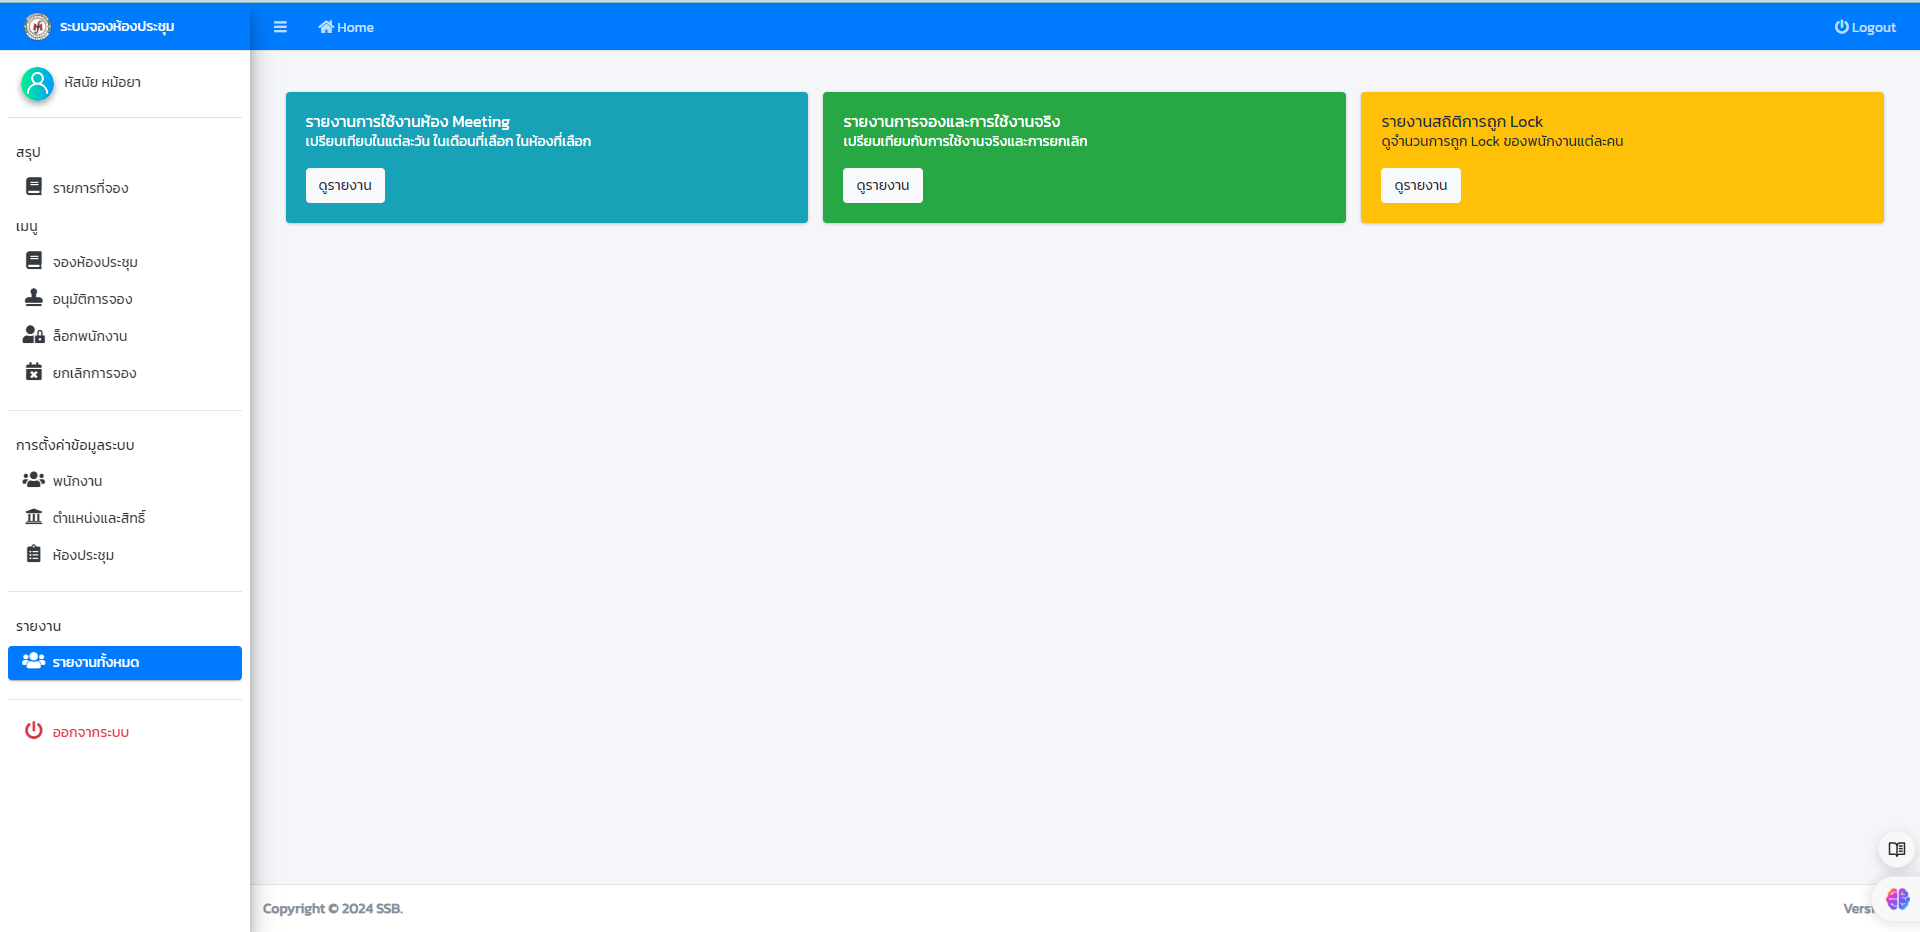 ระบบจองห้องประชุม
Home
Logout
หัสนัย หม้อยา
สรุป
รายการที่จอง
เมนู
จองห้องประชุม
อนุมัติการจอง
ล็อกพนักงาน
ยกเลิกการจอง
การตั้งค่าข้อมูลระบบ
พนักงาน
ตำแหน่งและสิทธิ์
ห้องประชุม
รายงาน
รายงานทั้งหมด
ออกจากระบบ
รายงานการใช้งานห้อง Meeting
เปรียบเทียบในแต่ละวัน ในเดือนที่เลือก ในห้องที่เลือก
ดูรายงาน
รายงานการจองและการใช้งานจริง
เปรียบเทียบกับการใช้งานจริงและการยกเลิก
ดูรายงาน
รายงานสถิติการถูก Lock
ดูจำนวนการถูก Lock ของพนักงานแต่ละคน
ดูรายงาน
Copyright © 2024 SSB.